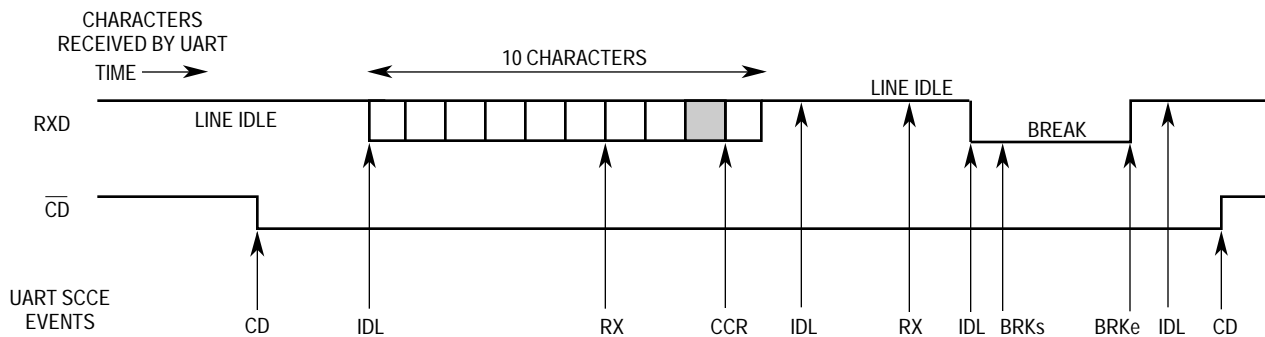 CHARACTERS
RECEIVED BY UART
TIME
10 CHARACTERS
RXD
LINE IDLE
LINE IDLE
BREAK
CD
UART SCCE
EVENTS
CD
IDL
RX
CCR
IDL
RX
IDL
BRKs
BRKe
IDL
CD